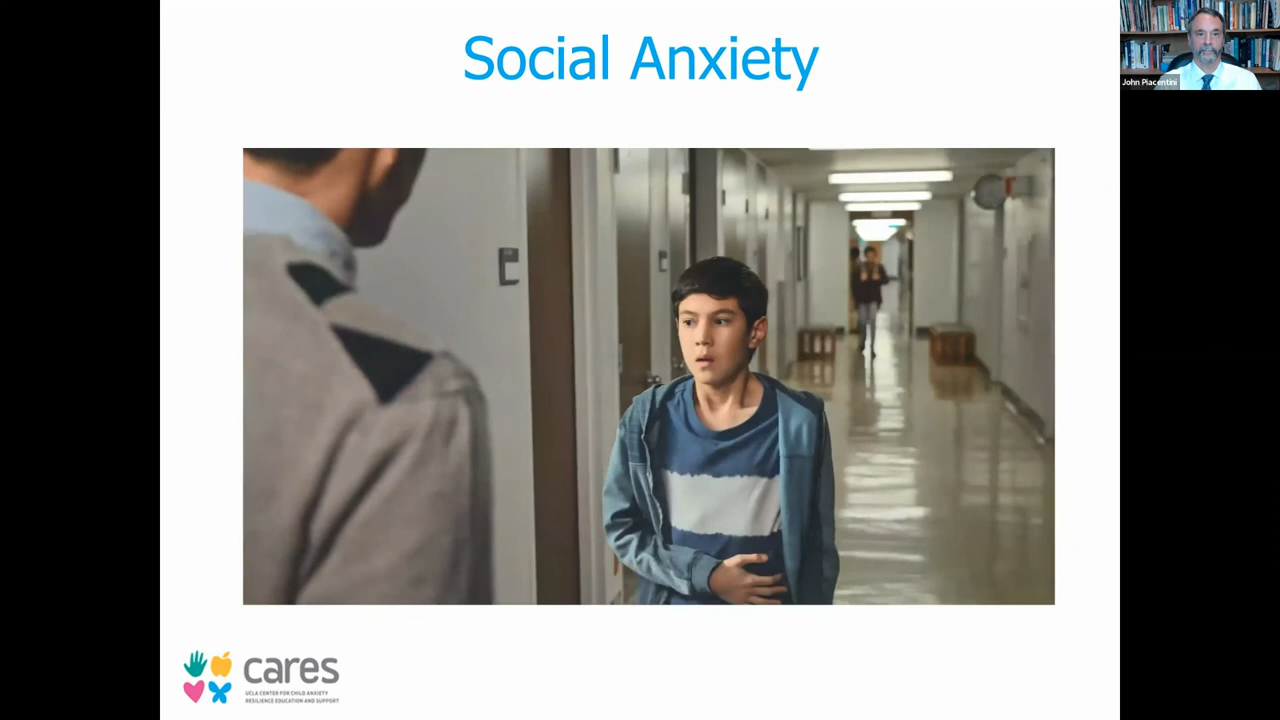 Social Anxiety
John Piacentini
cares
UCLA CENTER FOR CHILD ANXIETY
RESILIENCE EDUCATION AND SUPPORT